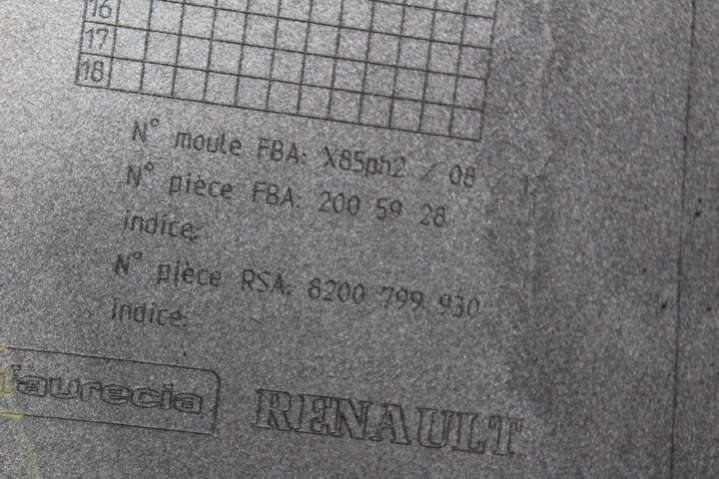 16
17
18
N° moule FBA: X85ph2 / 08 / 12
N° pièce FBA: 200 59 28
indice:
N° pièce RSA: 8200 799 930
indice:
faurecia
RENAULT